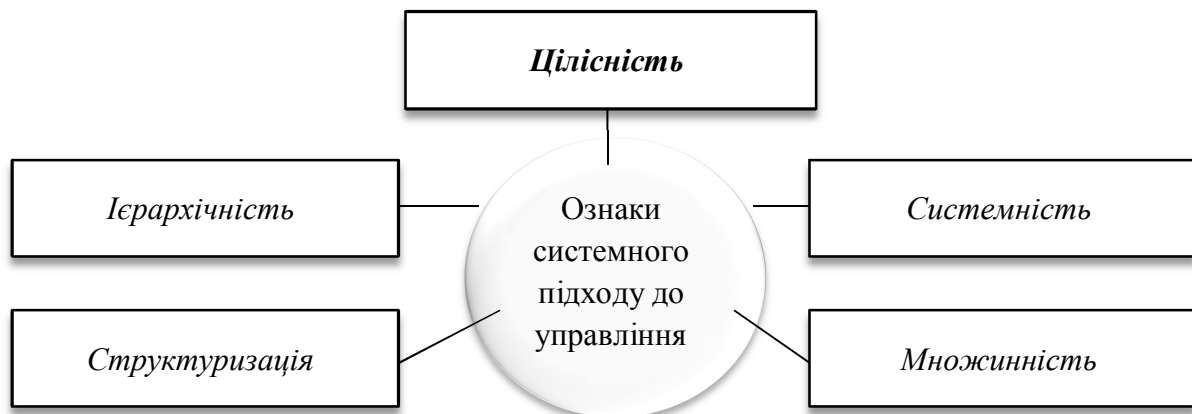 Цілісність
Ієрархічність
Ознаки
системного
підходу до
управління
Системність
Структуризація
Множинність